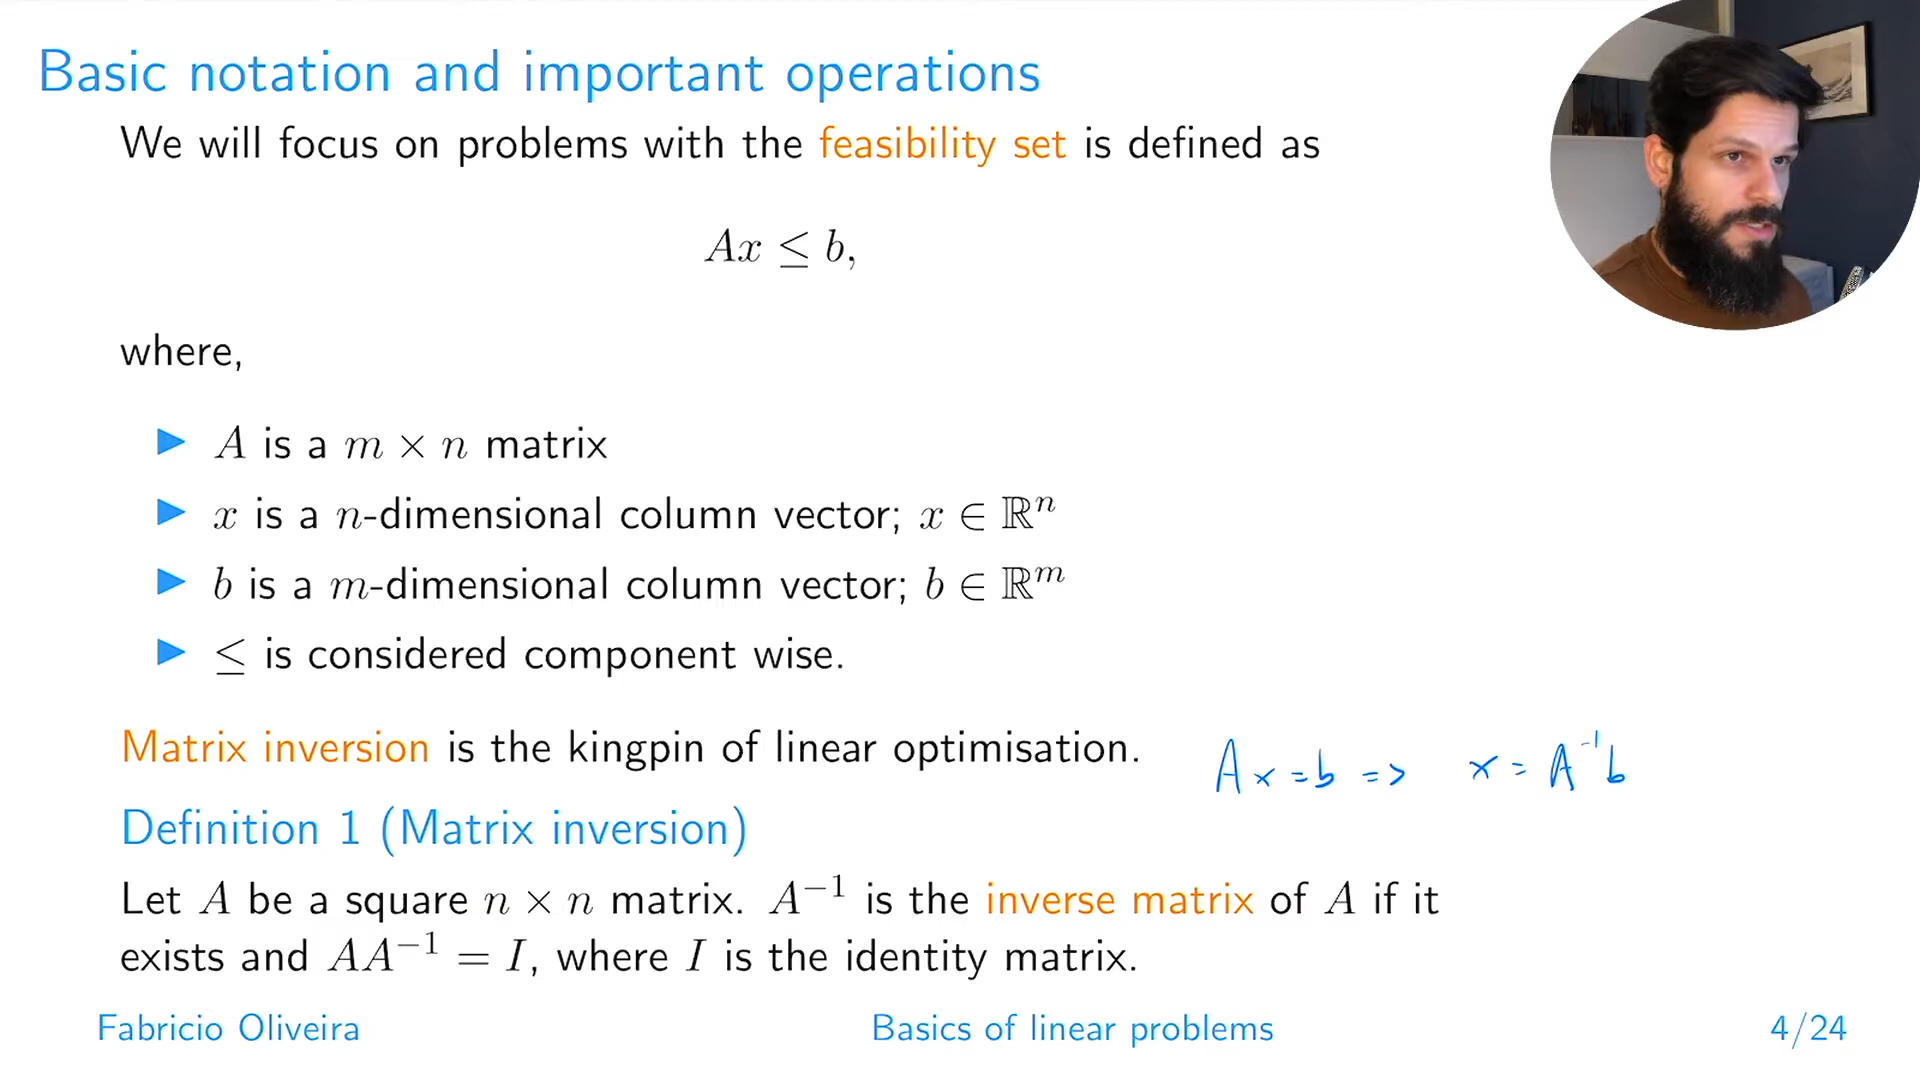 Basic notation and important operations
We will focus on problems with the feasibility set is defined as
Ax ≤ b,
where,
▶ A is a m × n matrix
▶ x is a n-dimensional column vector; x ∈ ℝⁿ
▶ b is a m-dimensional column vector; b ∈ ℝᵐ
▶ ≤ is considered component wise.
Matrix inversion is the kingpin of linear optimisation.
Ax = b => x = A⁻¹b
Definition 1 (Matrix inversion)
Let A be a square n × n matrix. A⁻¹ is the inverse matrix of A if it
exists and AA⁻¹ = I, where I is the identity matrix.
Fabricio Oliveira Basics of linear problems 4/24